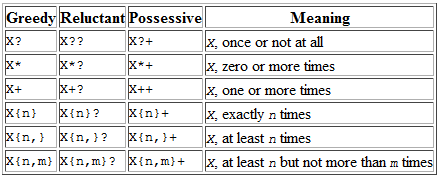 Greedy Reluctant Possessive Meaning
X? X?? X?+ X, once or not at all
X* X*? X*+ X, zero or more times
X+ X+? X++ X, one or more times
X{n} X{n}? X{n}+ X, exactly n times
X{n,} X{n,}? X{n,}+ X, at least n times
X{n,m} X{n,m}? X{n,m}+ X, at least n but not more than m times